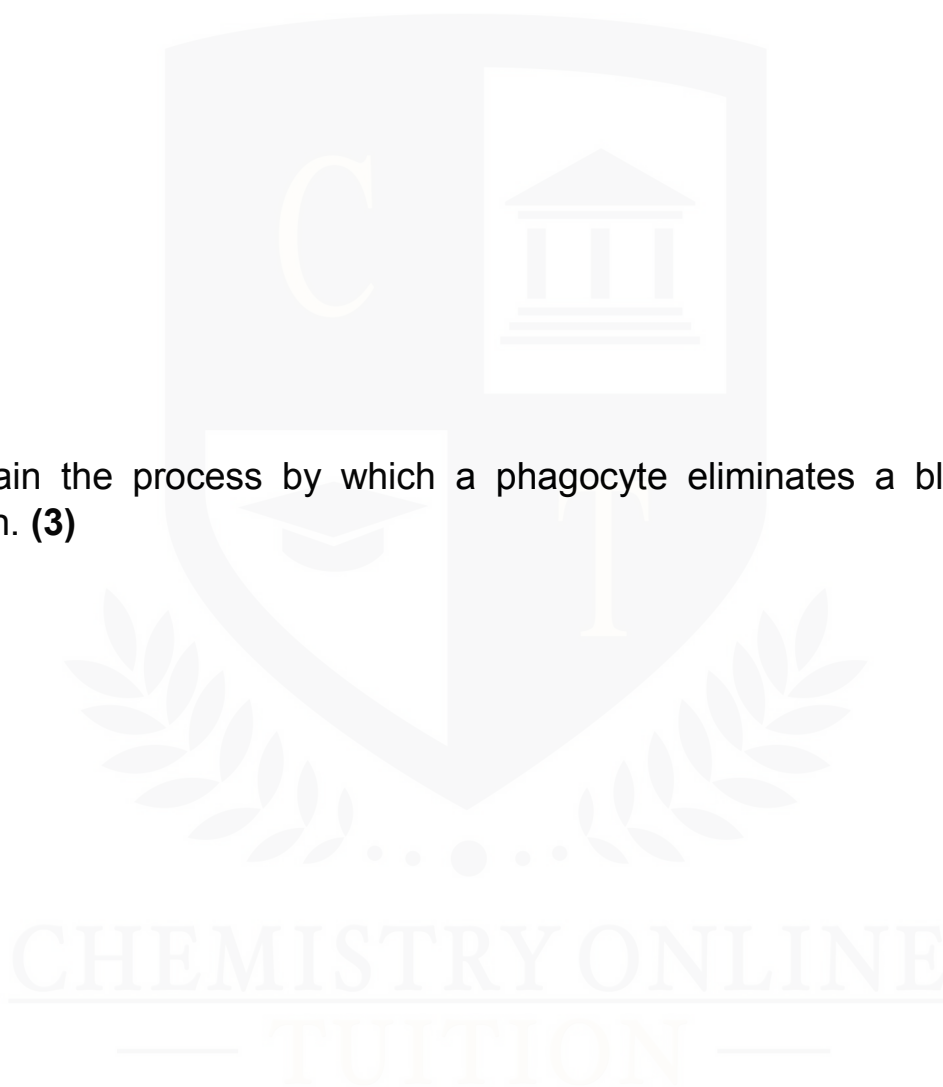 C
ain the process by which a phagocyte eliminates a bl
T
n. (3)
CHEMISTRY ONLINE
— TUITION —